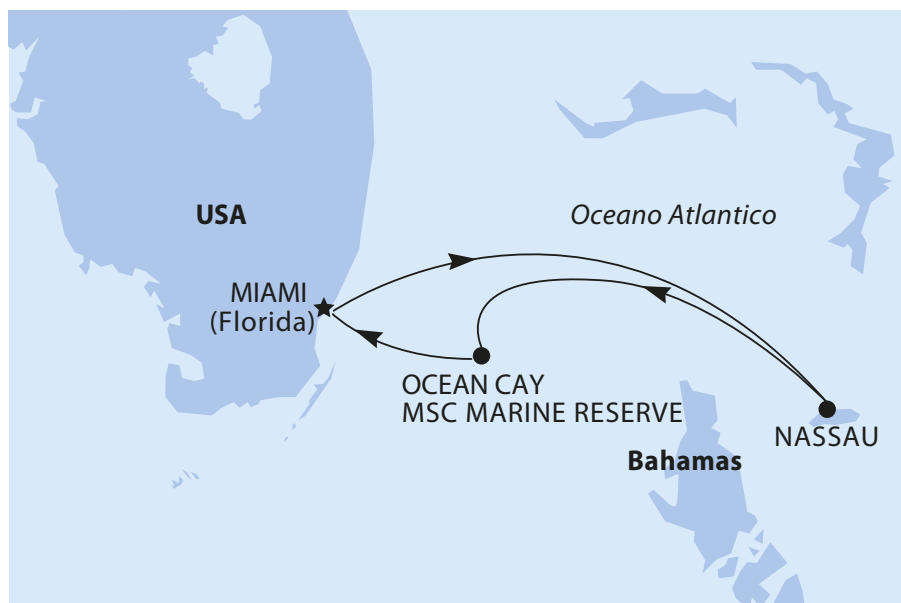 USA
Oceano Atlantico
MIAMI
(Florida)
OCEAN CAY
MSC MARINE RESERVE
NASSAU
Bahamas